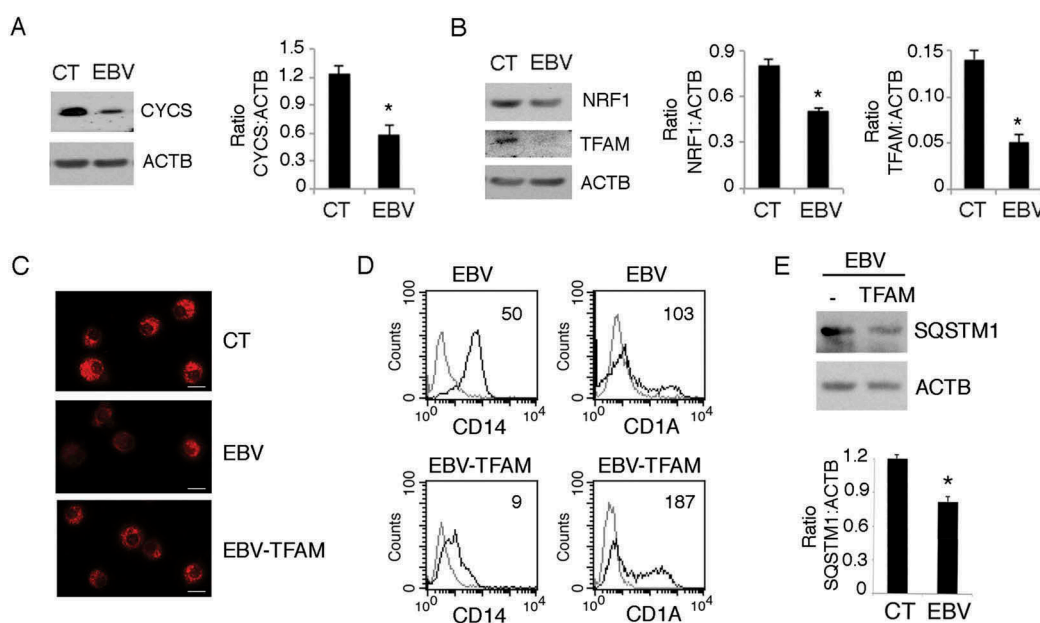 A
CT EBV
CYCS
ACTB
Ratio
CYCS:ACTB
1.5
1.2
0.9
0.6
0.3
0
*
CT EBV
B
CT EBV
NRF1
TFAM
ACTB
Ratio
NRF1:ACTB
0.9
0.6
0.3
0
*
CT EBV
Ratio
TFAM:ACTB
0.15
0.10
0.05
0
*
CT EBV
C
CT
EBV
EBV-TFAM
D
EBV
Counts
100
0
50
10^0 10^4
CD14
EBV
Counts
100
0
103
10^0 10^4
CD1A
EBV-TFAM
Counts
100
0
9
10^0 10^4
CD14
EBV-TFAM
Counts
100
0
187
10^0 10^4
CD1A
E
EBV
- TFAM
SQSTM1
ACTB
Ratio
SQSTM1:ACTB
1.2
0.9
0.6
0.3
0
*
CT EBV